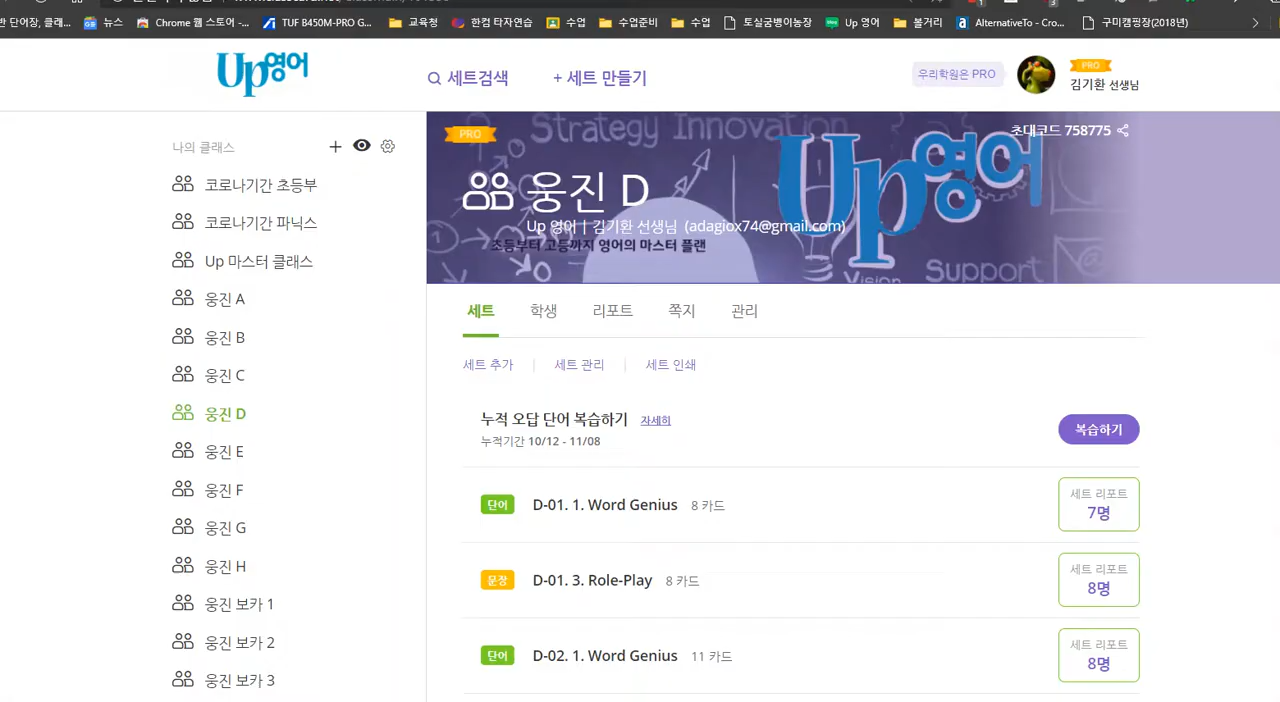 반 단어장, 클래...
뉴스
Chrome 웹 스토어 -...
TUF B450M-PRO G...
교육청
한컴 타자연습
수업
수업준비
수업
토실굼벵이농장
Up 영어
볼거리
AlternativeTo - Cro...
구미캠핑장(2018년)
Up영어
세트검색
+ 세트 만들기
우리학원은 PRO
PRO
김기환 선생님
나의 클래스
코로나기간 초등부
코로나기간 파닉스
Up 마스터 클래스
웅진 A
웅진 B
웅진 C
웅진 D
웅진 E
웅진 F
웅진 G
웅진 H
웅진 보카 1
웅진 보카 2
웅진 보카 3
PRO
Strategy Innovation
초대코드 758775
웅진 D
Up영어
Up 영어 | 김기환 선생님 (adagiox74@gmail.com)
초등부터 고등까지 영어의 마스터 플랜
Vision
Support
세트 학생 리포트 쪽지 관리
세트 추가 | 세트 관리 | 세트 인쇄
누적 오답 단어 복습하기 자세히
누적기간 10/12 - 11/08
복습하기
단어 D-01. 1. Word Genius 8 카드
세트 리포트
7명
문장 D-01. 3. Role-Play 8 카드
세트 리포트
8명
단어 D-02. 1. Word Genius 11 카드
세트 리포트
8명